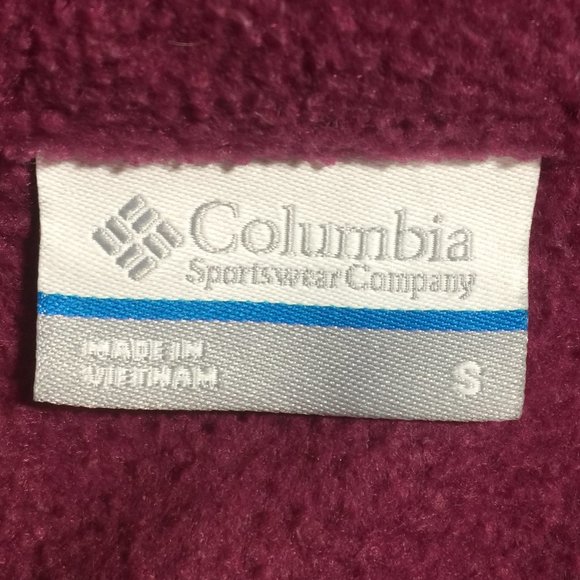 Columbia
Sportswear Company
MADE IN
VIETNAM
S